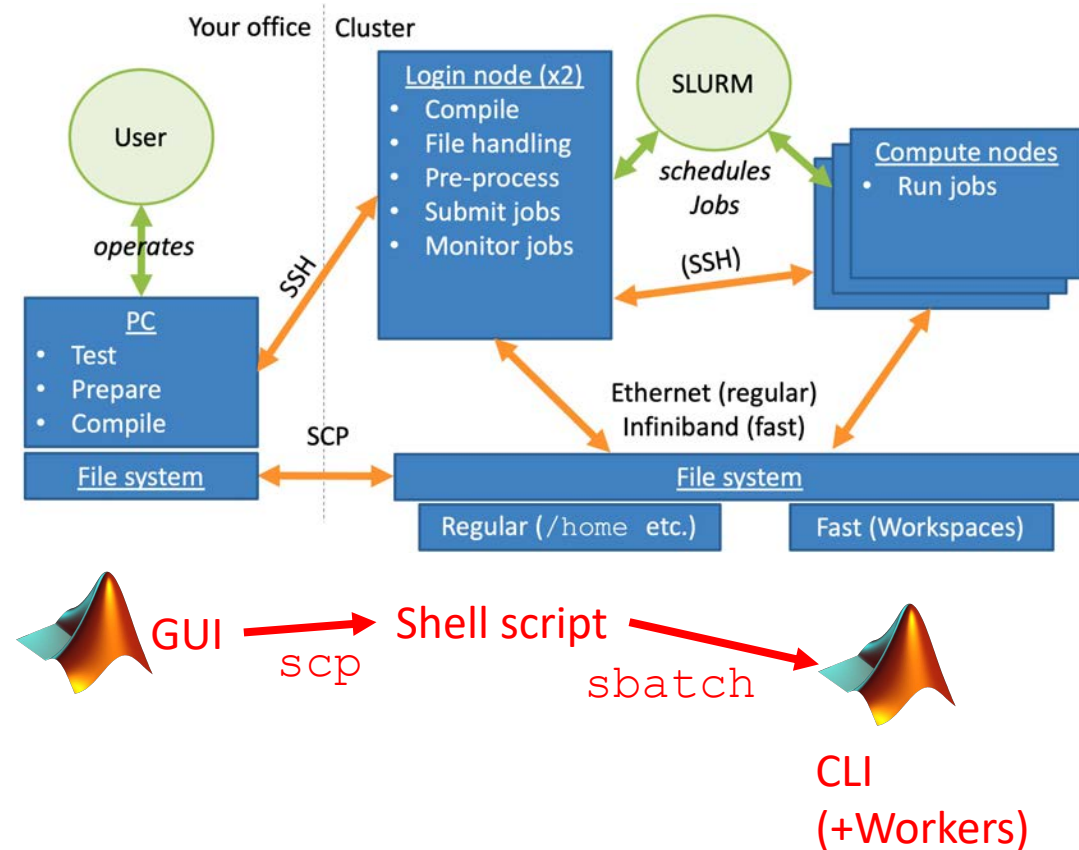 Your office
Cluster
User
operates
PC
• Test
• Prepare
• Compile
File system
SSH
SCP
Login node (x2)
• Compile
• File handling
• Pre-process
• Submit jobs
• Monitor jobs
SLURM
schedules
Jobs
(SSH)
Compute nodes
• Run jobs
Ethernet (regular)
Infiniband (fast)
File system
Regular (/home etc.)
Fast (Workspaces)
GUI
scp
Shell script
sbatch
CLI
(+Workers)